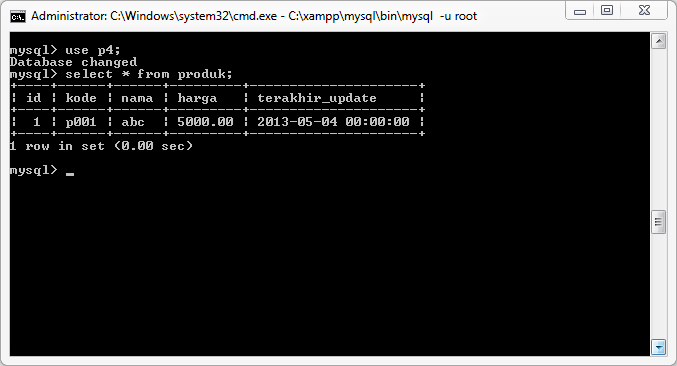 Administrator: C:\Windows\system32\cmd.exe - C:\xampp\mysql\bin\mysql -u root
mysql> use p4;
Database changed
mysql> select * from produk;
+----+------+------+---------+---------------------+
| id | kode | nama | harga   | terakhir_update     |
+----+------+------+---------+---------------------+
|  1 | p001 | abc  | 5000.00 | 2013-05-04 00:00:00 |
+----+------+------+---------+---------------------+
1 row in set (0.00 sec)
mysql> _